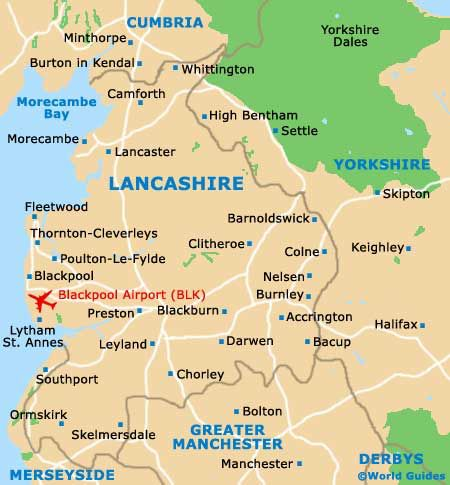 CUMBRIA
Yorkshire
Dales
Minthorpe
Burton in Kendal
Whittington
Camforth
Morecambe
Bay
High Bentham
Settle
Morecambe
Lancaster
YORKSHIRE
LANCASHIRE
Skipton
Fleetwood
Barnoldswick
Thornton-Cleverleys
Clitheroe
Colne
Keighley
Poulton-Le-Fylde
Blackpool
Nelsen
Blackpool Airport (BLK)
Burnley
Preston
Blackburn
Accrington
Lytham
St. Annes
Halifax
Leyland
Darwen
Bacup
Southport
Chorley
Ormskirk
Bolton
Skelmersdale
GREATER
MANCHESTER
Manchester
DERBYS
MERSEYSIDE
©World Guides